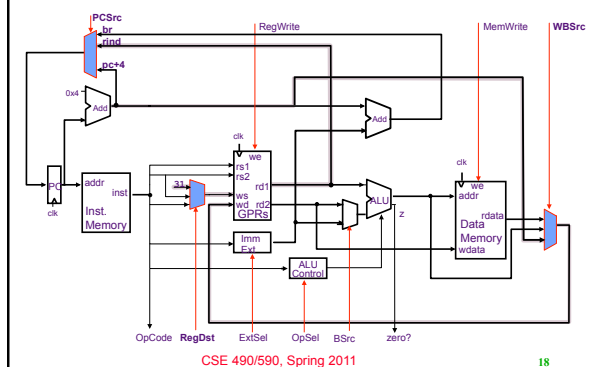 PCSrc
br
rind
pc+4
RegWrite
MemWrite
WBSrc
0x4
Add
Add
clk
we
rs1
rs2
rd1
31
ws
wd
rd2
GPRs
clk
we
addr
ALU
z
rdata
Data
Memory
wdata
PC
clk
addr
inst
Inst.
Memory
Imm
Ext
ALU
Control
OpCode
RegDst
ExtSel
OpSel
BSrc
zero?
CSE 490/590, Spring 2011
18